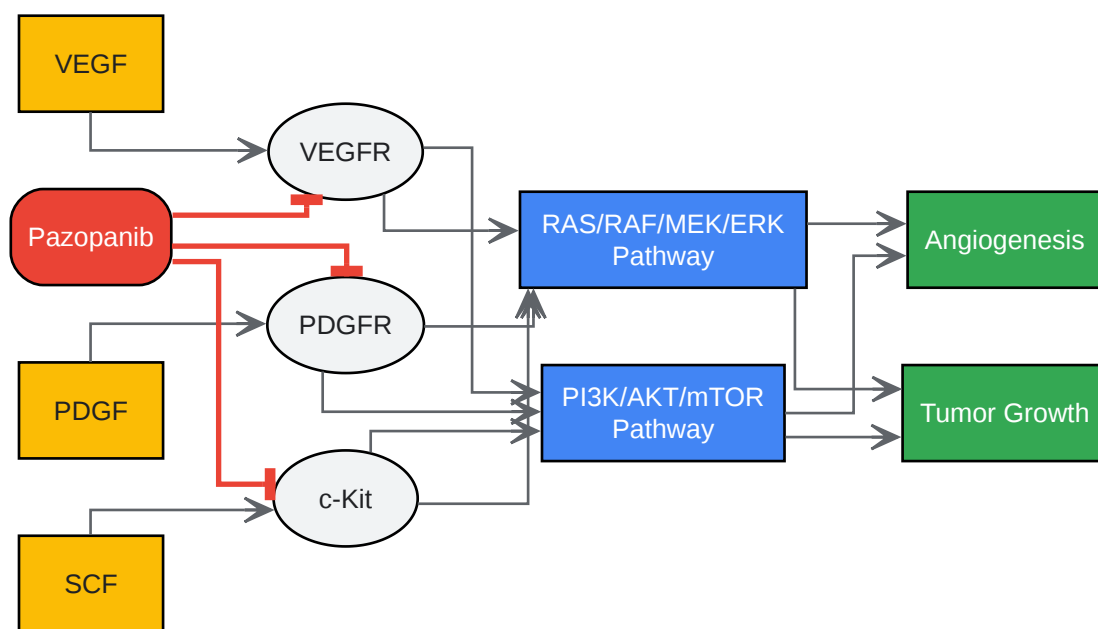 VEGF
VEGFR
Pazopanib
RAS/RAF/MEK/ERK
Pathway
Angiogenesis
PDGFR
PDGF
PI3K/AKT/mTOR
Pathway
Tumor Growth
c-Kit
SCF